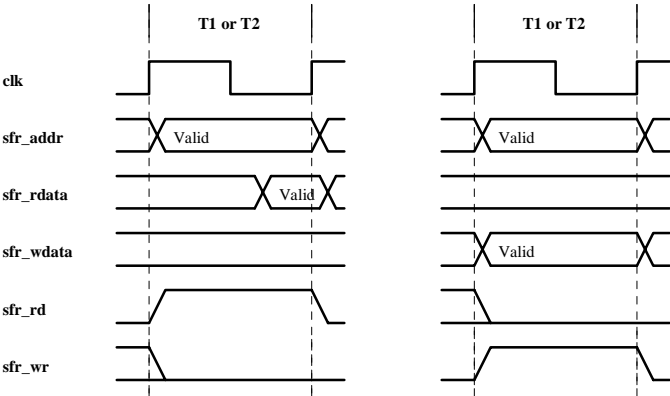 T1 or T2 T1 or T2
clk
sfr_addr Valid Valid
sfr_rdata Valid
sfr_wdata Valid
sfr_rd
sfr_wr